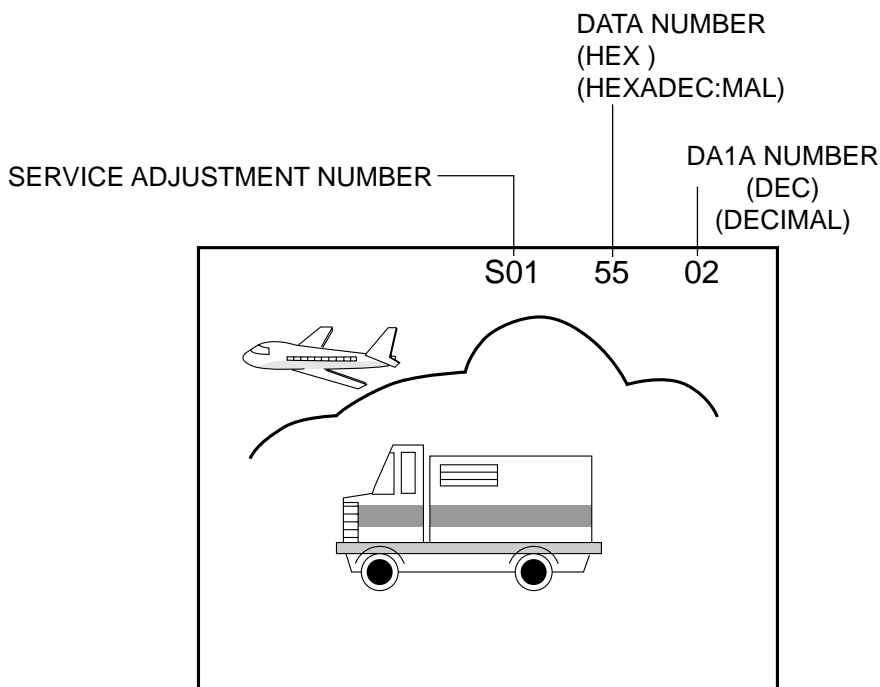 DATA NUMBER
(HEX )
(HEXADEC:MAL)
DA1A NUMBER
(DEC)
(DECIMAL)
SERVICE ADJUSTMENT NUMBER
S01 55 02